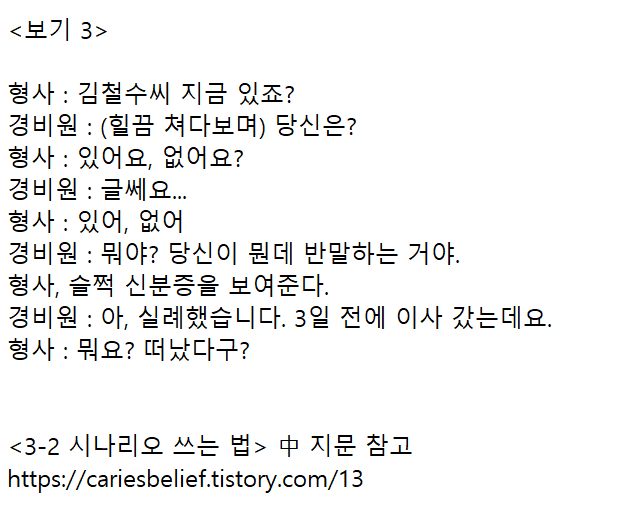 <보기 3>
형사 : 김철수씨 지금 있죠?
경비원 : (힐끔 쳐다보며) 당신은?
형사 : 있어요, 없어요?
경비원 : 글쎄요...
형사 : 있어, 없어
경비원 : 뭐야? 당신이 뭔데 반말하는 거야.
형사, 슬쩍 신분증을 보여준다.
경비원 : 아, 실례했습니다. 3일 전에 이사 갔는데요.
형사 : 뭐요? 떠났다구?
<3-2 시나리오 쓰는 법> 中 지문 참고
https://cariesbelief.tistory.com/13